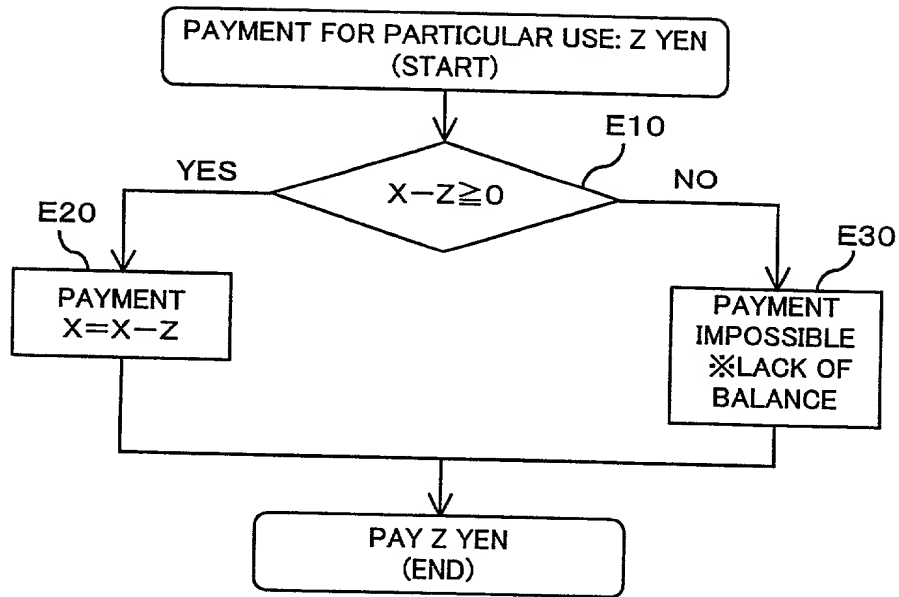 PAYMENT FOR PARTICULAR USE: Z YEN
(START)
E10
YES
X−Z≧0
NO
E20
E30
PAYMENT
X=X−Z
PAYMENT
IMPOSSIBLE
※LACK OF
BALANCE
PAY Z YEN
(END)